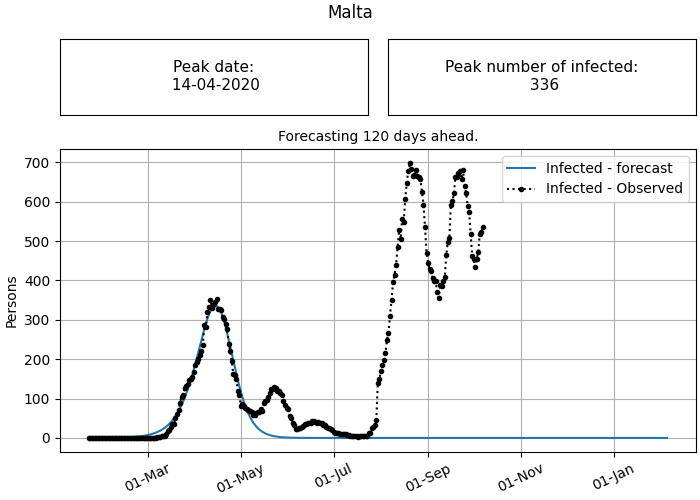 Malta
Peak date:
14-04-2020
Peak number of infected:
336
Forecasting 120 days ahead.
Infected - forecast
Infected - Observed
Persons
700
600
500
400
300
200
100
0
01-Mar
01-May
01-Jul
01-Sep
01-Nov
01-Jan